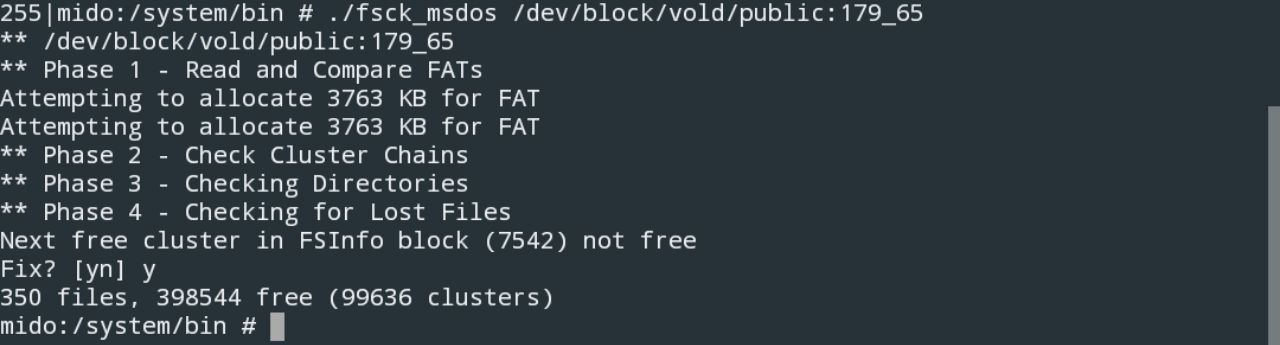 255|mido:/system/bin # ./fsck_msdos /dev/block/vold/public:179_65
** /dev/block/vold/public:179_65
** Phase 1 - Read and Compare FATs
Attempting to allocate 3763 KB for FAT
Attempting to allocate 3763 KB for FAT
** Phase 2 - Check Cluster Chains
** Phase 3 - Checking Directories
** Phase 4 - Checking for Lost Files
Next free cluster in FSInfo block (7542) not free
Fix? [yn] y
350 files, 398544 free (99636 clusters)
mido:/system/bin #